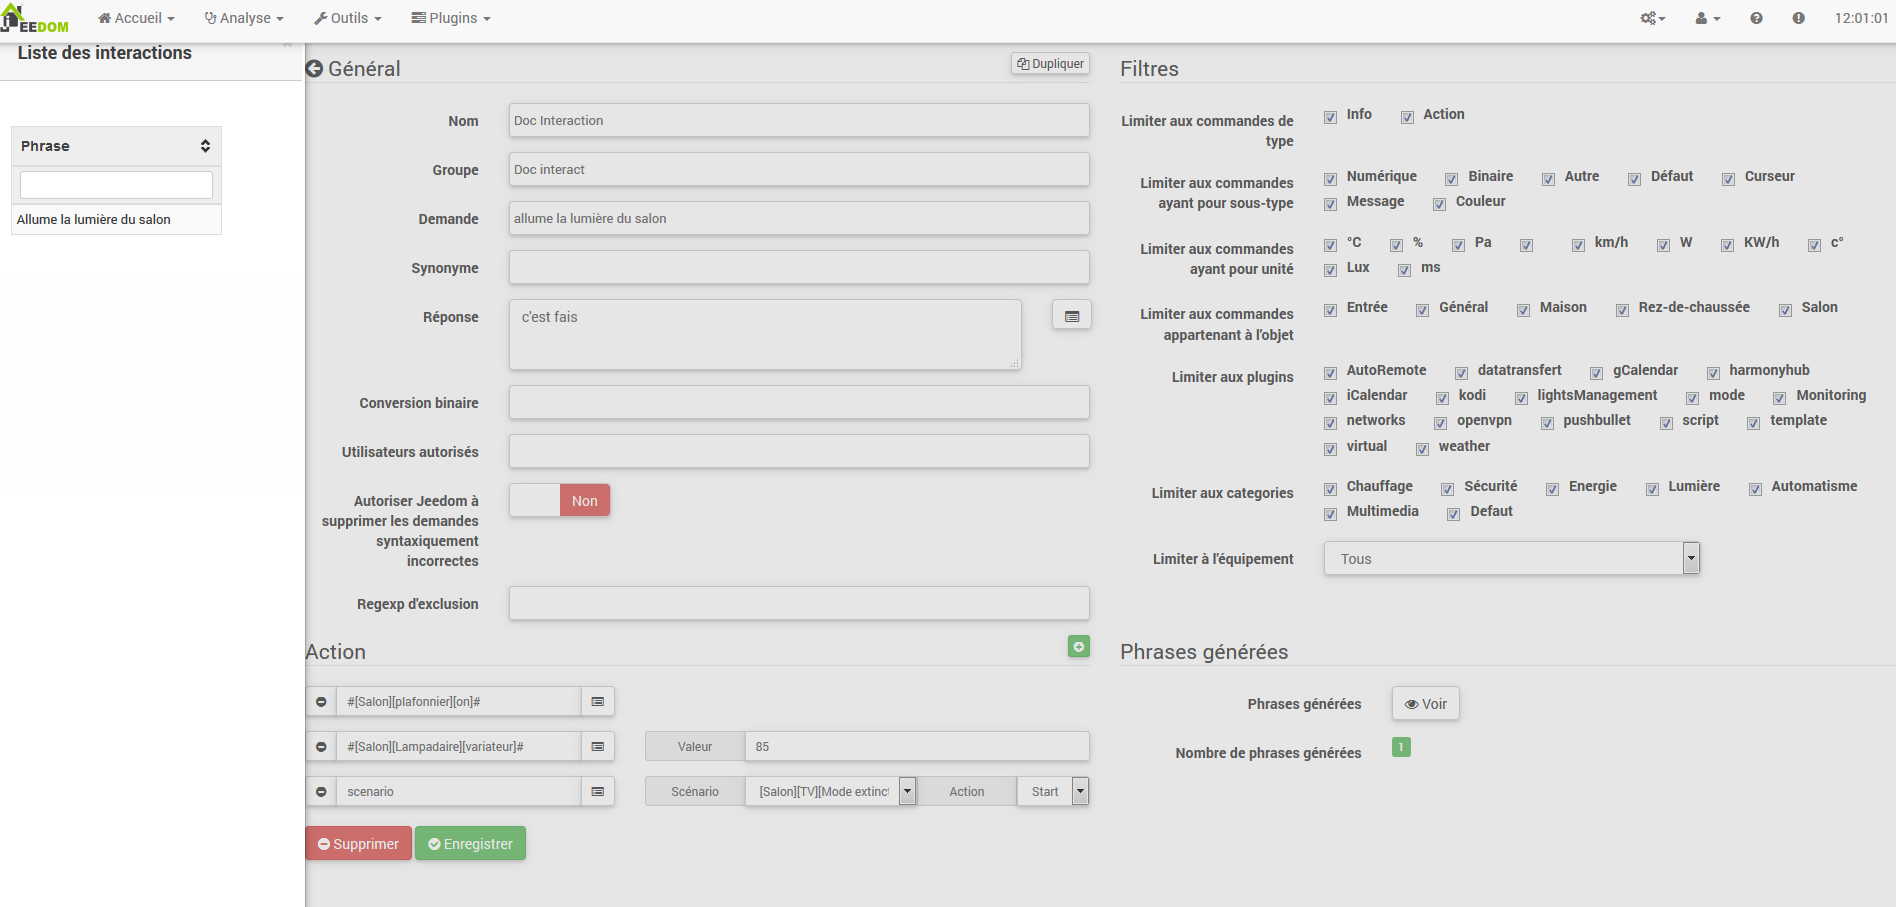 JEEDOM
Accueil
Analyse
Outils
Plugins
12:01:01
Liste des interactions
Phrase
Allume la lumière du salon
Général
Dupliquer
Nom
Doc Interaction
Groupe
Doc interact
Demande
allume la lumière du salon
Synonyme
Réponse
c'est fais
Conversion binaire
Utilisateurs autorisés
Autoriser Jeedom à
supprimer les demandes
syntaxiquement
incorrectes
Non
Regexp d'exclusion
Action
#[Salon][plafonnier][on]#
#[Salon][Lampadaire][variateur]#
Valeur
85
scenario
Scénario
[Salon][TV][Mode extinct
Action
Start
Supprimer
Enregistrer
Filtres
Limiter aux commandes de
type
Info Action
Limiter aux commandes
ayant pour sous-type
Numérique Binaire Autre Défaut Curseur
Message Couleur
Limiter aux commandes
ayant pour unité
°C % Pa km/h W KW/h c°
Lux ms
Limiter aux commandes
appartenant à l'objet
Entrée Général Maison Rez-de-chaussée Salon
Limiter aux plugins
AutoRemote datatransfert gCalendar harmonyhub
iCalendar kodi lightsManagement mode Monitoring
networks openvpn pushbullet script template
virtual weather
Limiter aux categories
Chauffage Sécurité Energie Lumière Automatisme
Multimedia Defaut
Limiter à l'équipement
Tous
Phrases générées
Phrases générées
Voir
Nombre de phrases générées
1